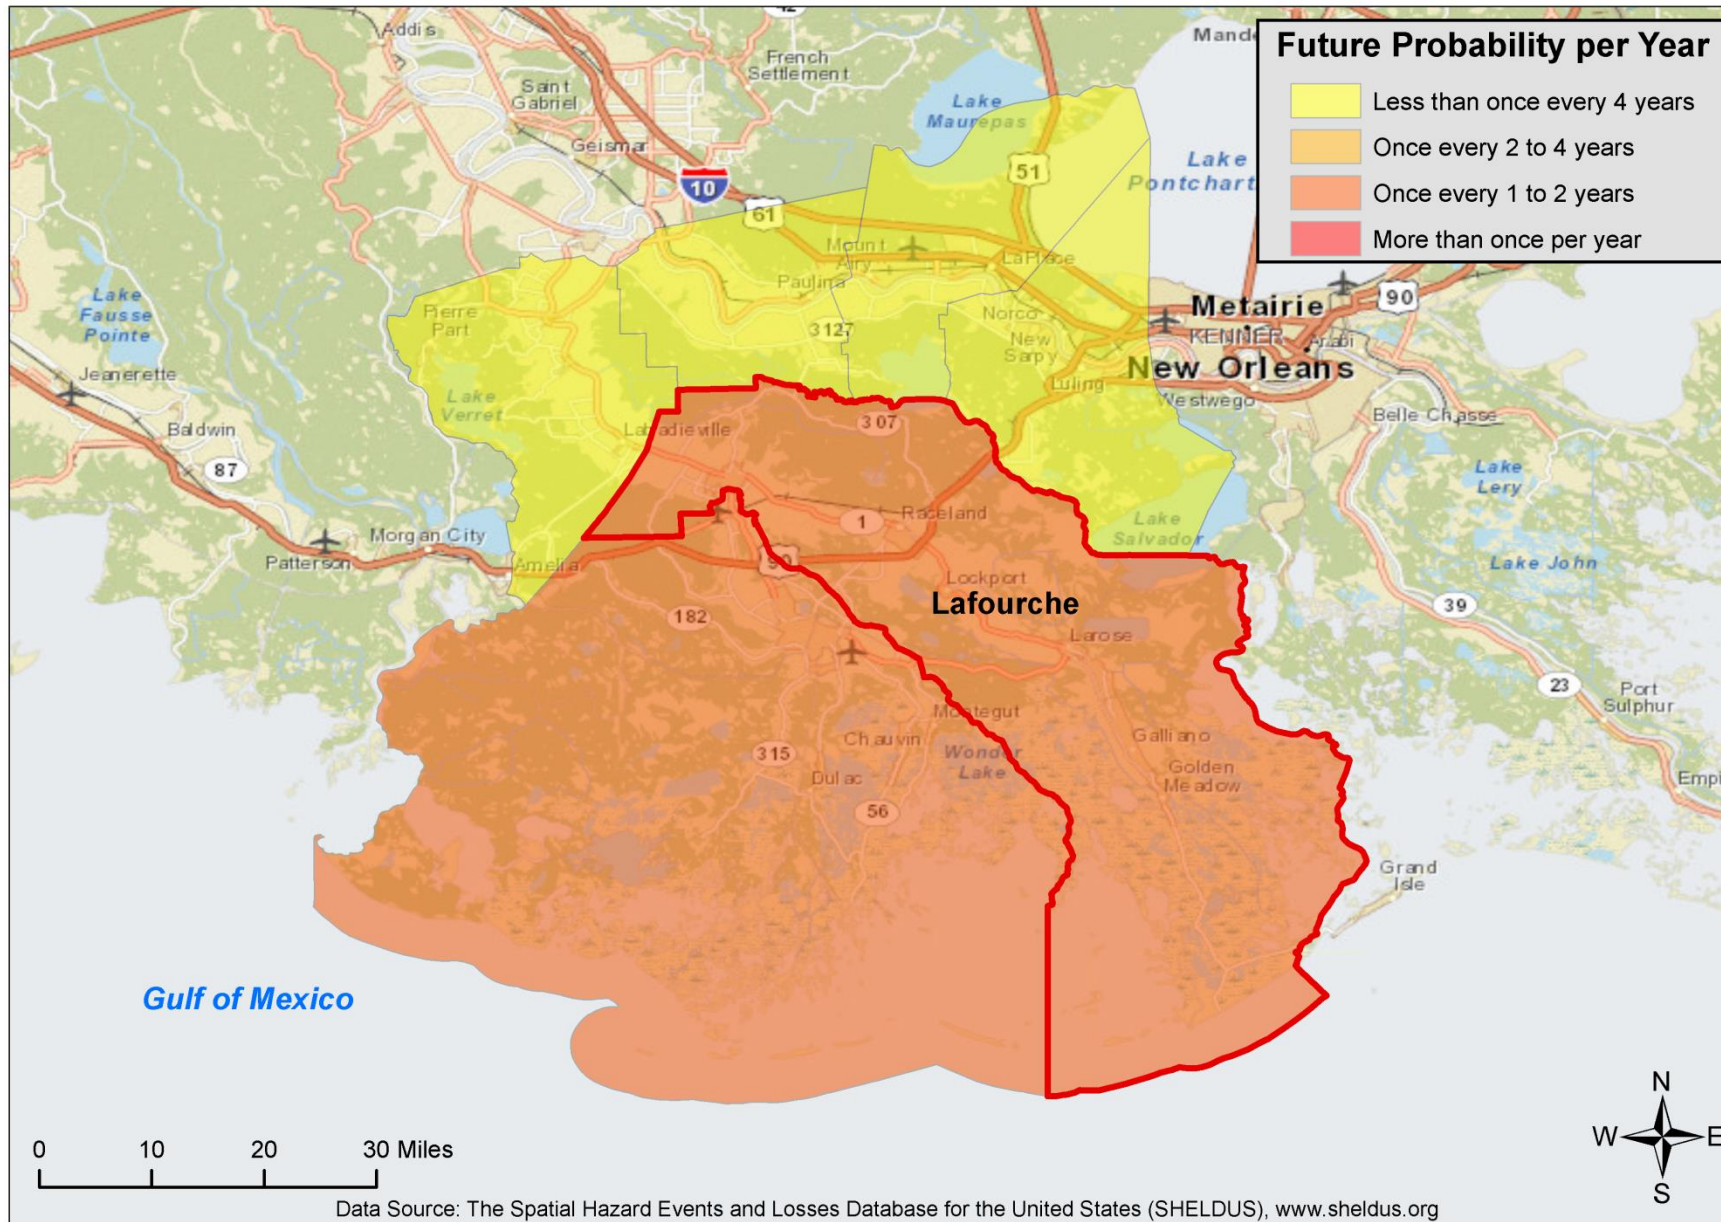 Future Probability per Year
Less than once every 4 years
Once every 2 to 4 years
Once every 1 to 2 years
More than once per year
42
Addis
French
Settlement
Saint
Gabriel
Lake
Maurepas
Geismar
10
51
Lake
61
Mount
Airy
LaPlace
Paulina
Lake
Fausse
Pointe
Pierre
Part
3127
Norco
New
Sarpy
Metairie
KENNER
Arabi
90
New Orleans
Jeanerette
Lake
Verret
Luling
Westwego
Belle Chasse
Baldwin
Labadieville
307
87
Lake
Lery
Morgan City
Patterson
Amelia
1
Raceland
90
Lake
Salvador
Lake John
Lockport
Lafourche
39
182
Larose
23
Port
Sulphur
Montegut
Chauvin
Wonder
Lake
Galliano
315
Dulac
Golden
Meadow
56
Grand
Isle
Gulf of Mexico
N
W
E
S
0
10
20
30 Miles
Data Source: The Spatial Hazard Events and Losses Database for the United States (SHELDUS), www.sheldus.org